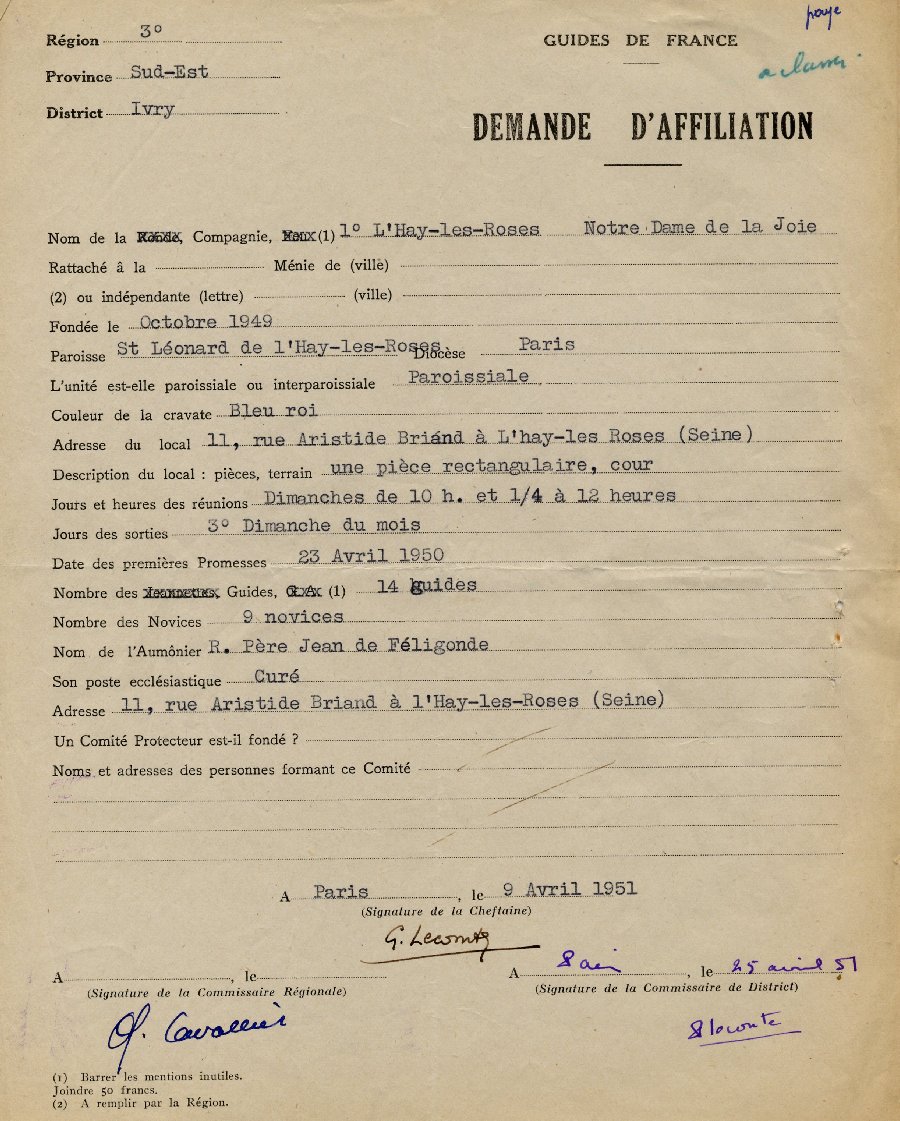 paye
Région 3°
GUIDES DE FRANCE
a classer
Province Sud-Est
District Ivry
DEMANDE D'AFFILIATION
Nom de la Ronde, Compagnie, Feux (1) 1° L'Hay-les-Roses Notre Dame de la Joie
Rattaché â la Ménie de (ville)
(2) ou indépendante (lettre) (ville)
Fondée le Octobre 1949
Paroisse St Léonard de l'Hay-les-Roses Diocèse Paris
L'unité est-elle paroissiale ou interparoissiale Paroissiale
Couleur de la cravate Bleu roi
Adresse du local 11, rue Aristide Briand à L'hay-les Roses (Seine)
Description du local : pièces, terrain une pièce rectangulaire, cour
Jours et heures des réunions Dimanches de 10 h. et 1/4 à 12 heures
Jours des sorties 3° Dimanche du mois
Date des premières Promesses 23 Avril 1950
Nombre des Jeannettes, Guides, G.A. (1) 14 guides
Nombre des Novices 9 novices
Nom de l'Aumônier R. Père Jean de Féligonde
Son poste ecclésiastique Curé
Adresse 11, rue Aristide Briand à l'Hay-les-Roses (Seine)
Un Comité Protecteur est-il fondé ?
Noms et adresses des personnes formant ce Comité
A Paris, le 9 Avril 1951
(Signature de la Cheftaine)
G. Lecomte
A , le
A Paris, le 25 avril 51
(Signature de la Commissaire Régionale)
(Signature de la Commissaire de District)
Lecomte
(1) Barrer les mentions inutiles.
Joindre 50 francs.
(2) A remplir par la Région.